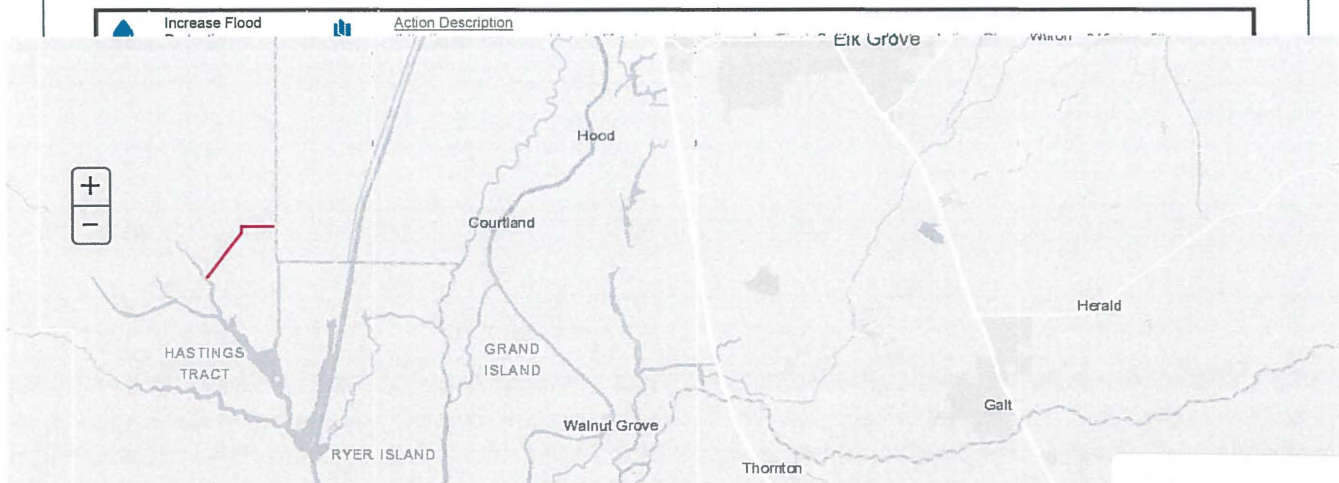 Increase Flood
Action Description
Elk Grove
Wilton
Hood
+
−
Courtland
Herald
HASTINGS
TRACT
GRAND
ISLAND
Galt
Walnut Grove
RYER ISLAND
Thornton